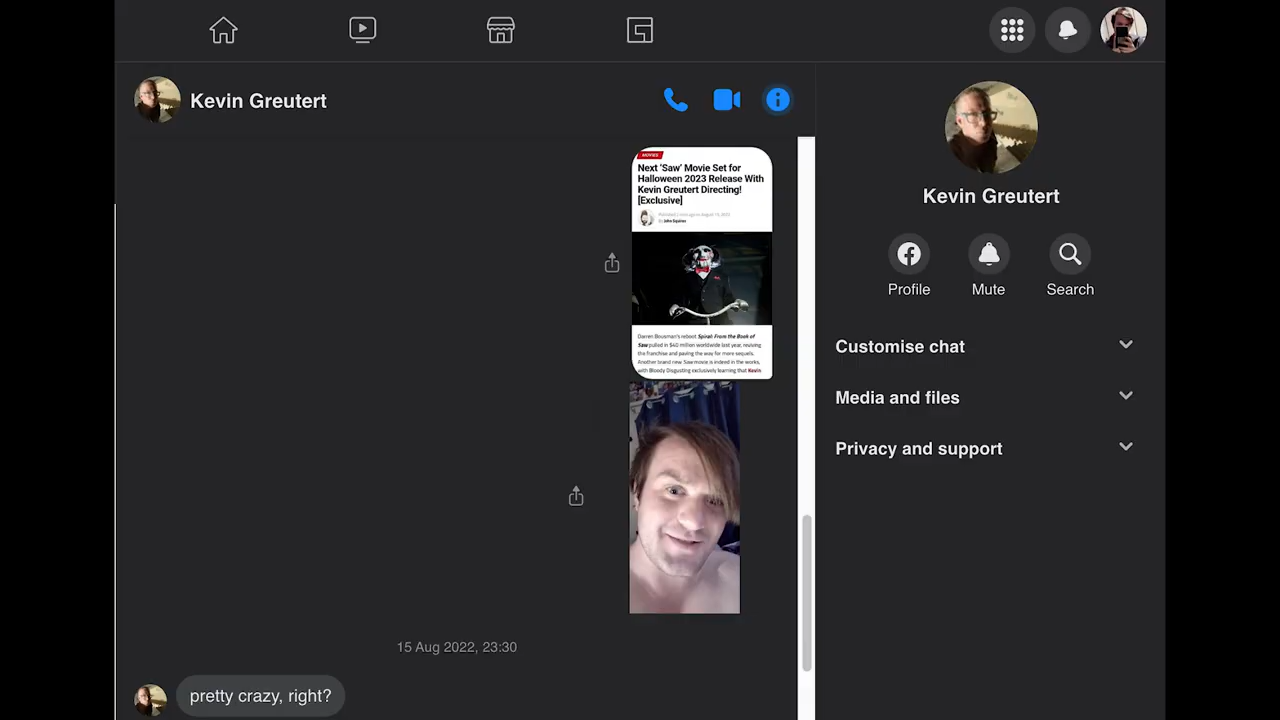 Kevin Greutert
MOVIES
Next ‘Saw’ Movie Set for
Halloween 2023 Release With
Kevin Greutert Directing!
[Exclusive]
By John Squires
Darren Bousman's reboot Spiral: From the Book of
Saw pulled in $40 million worldwide last year, reviving
the franchise and paving the way for more sequels.
Another brand new Saw movie is indeed in the works,
with Bloody Disgusting exclusively learning that Kevin
15 Aug 2022, 23:30
pretty crazy, right?
Kevin Greutert
Profile
Mute
Search
Customise chat
Media and files
Privacy and support